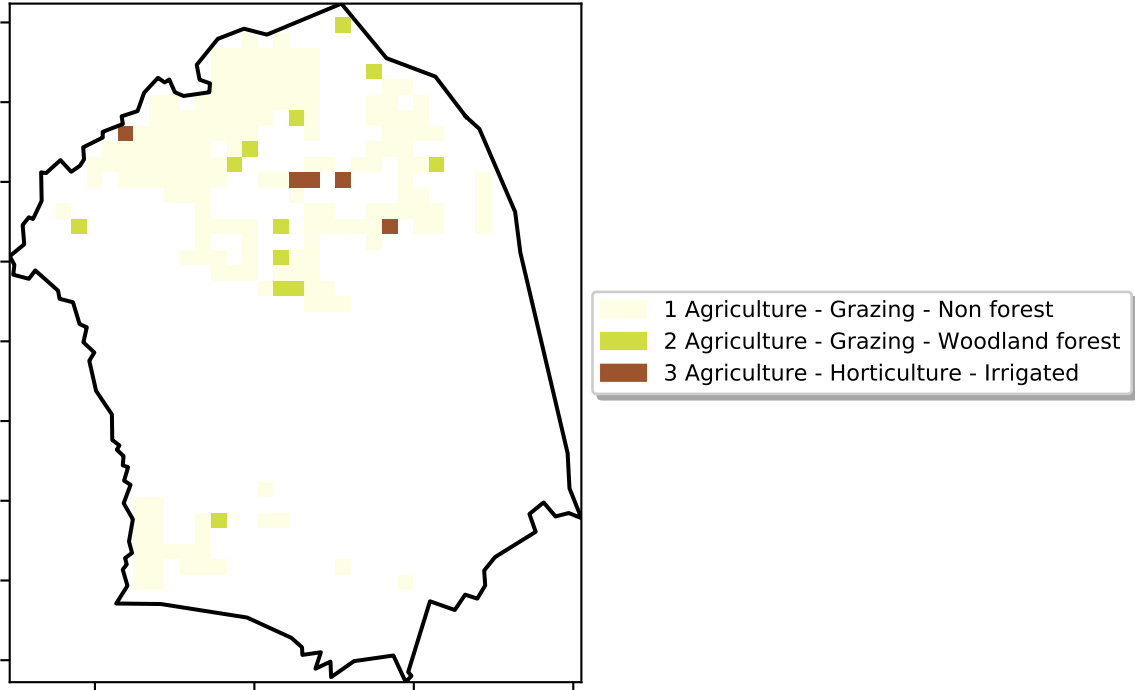 1 Agriculture - Grazing - Non forest
2 Agriculture - Grazing - Woodland forest
3 Agriculture - Horticulture - Irrigated